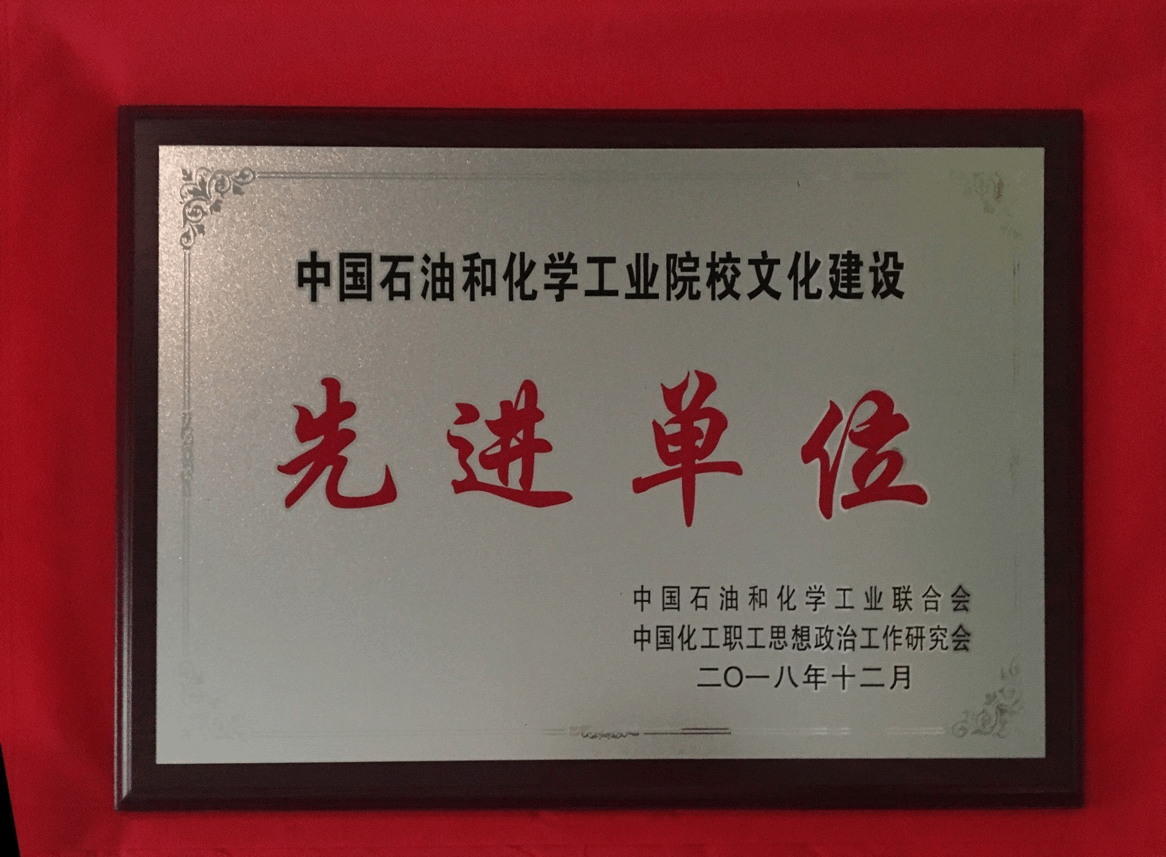 中国石油和化学工业院校文化建设
先进单位
中国石油和化学工业联合会
中国化工职工思想政治工作研究会
二〇一八年十二月